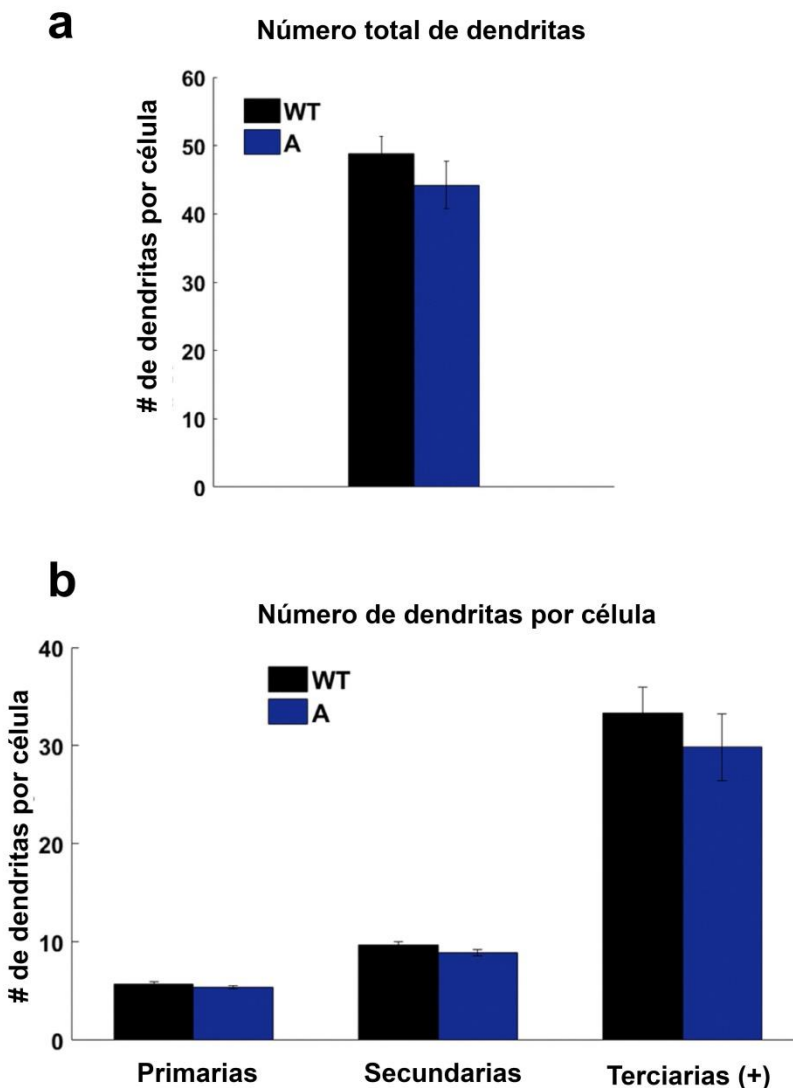 a
Número total de dendritas
# de dendritas por célula
60
50
40
30
20
10
0
WT
A
b
Número de dendritas por célula
# de dendritas por célula
40
30
20
10
0
WT
A
Primarias
Secundarias
Terciarias (+)